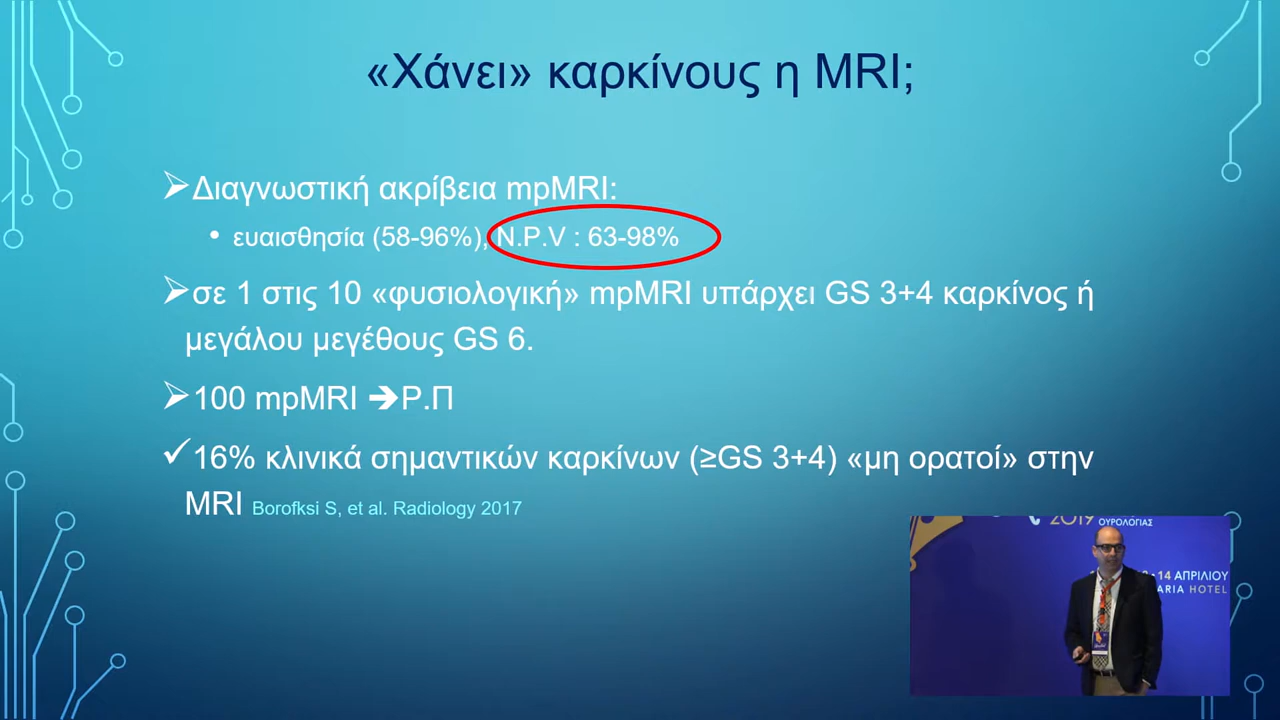 «Χάνει» καρκίνους η MRI;
➢Διαγνωστική ακρίβεια mpMRI:
• ευαισθησία (58-96%), N.P.V : 63-98%
➢σε 1 στις 10 «φυσιολογική» mpMRI υπάρχει GS 3+4 καρκίνος ή
μεγάλου μεγέθους GS 6.
➢100 mpMRI ➔Ρ.Π
✓16% κλινικά σημαντικών καρκίνων (≥GS 3+4) «μη ορατοί» στην
MRI Borofksi S, et al. Radiology 2017
2019 ΟΥΡΟΛΟΓΙΑΣ
14 ΑΠΡΙΛΙΟΥ
ARIA HOTEL